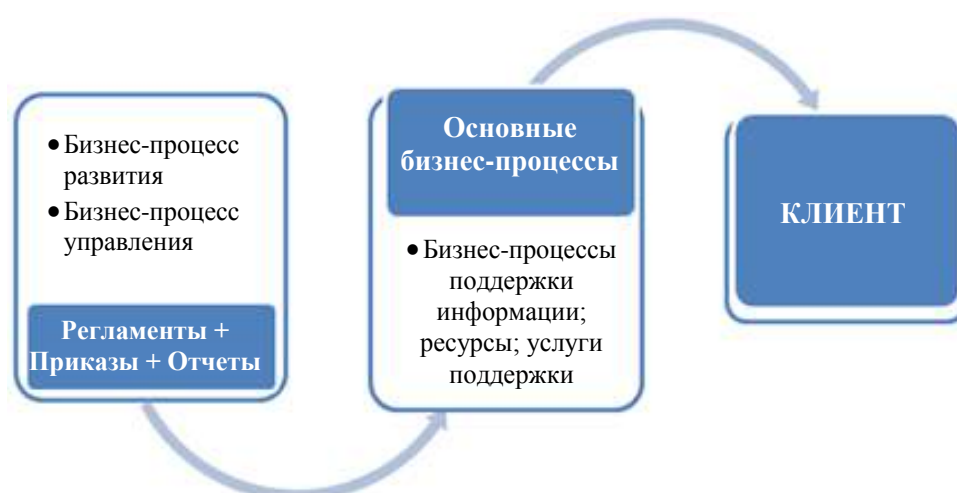 • Бизнес-процесс
развития
• Бизнес-процесс
управления
Регламенты +
Приказы + Отчеты
Основные
бизнес-процессы
• Бизнес-процессы
поддержки
информации;
ресурсы; услуги
поддержки
КЛИЕНТ